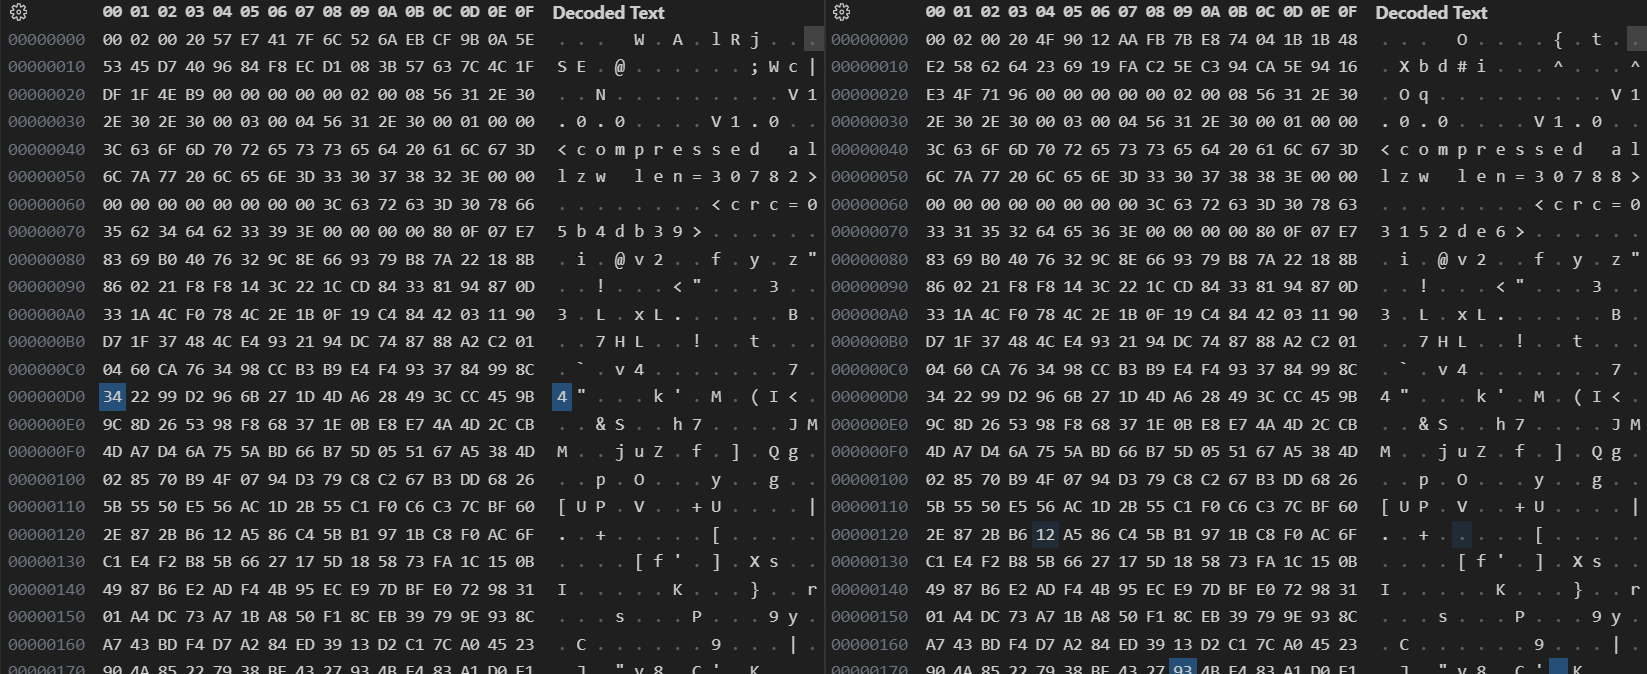 00 01 02 03 04 05 06 07 08 09 0A 0B 0C 0D 0E 0F Decoded Text
00000000 00 02 00 20 57 E7 41 7F 6C 52 6A EB CF 9B 0A 5E . . .   W . A . l R j . . .
00000010 53 45 D7 40 96 84 F8 EC D1 08 3B 57 63 7C 4C 1F S E . @ . . . . . . ; W c |
00000020 DF 1F 4E B9 00 00 00 00 00 02 00 08 56 31 2E 30 . . N . . . . . . . . . V 1
00000030 2E 30 2E 30 00 03 00 04 56 31 2E 30 00 01 00 00 . 0 . 0 . . . . V 1 . 0 . .
00000040 3C 63 6F 6D 70 72 65 73 73 65 64 20 61 6C 67 3D < c o m p r e s s e d   a l
00000050 6C 7A 77 20 6C 65 6E 3D 33 30 37 38 32 3E 00 00 l z w   l e n = 3 0 7 8 2 >
00000060 00 00 00 00 00 00 00 00 3C 63 72 63 3D 30 78 66 . . . . . . . . < c r c = 0
00000070 35 62 34 64 62 33 39 3E 00 00 00 00 80 0F 07 E7 5 b 4 d b 3 9 > . . . . . .
00000080 83 69 B0 40 76 32 9C 8E 66 93 79 B8 7A 22 18 8B . i . @ v 2 . . f . y . z "
00000090 86 02 21 F8 F8 14 3C 22 1C CD 84 33 81 94 87 0D . . ! . . . < " . . . 3 . .
000000A0 33 1A 4C F0 78 4C 2E 1B 0F 19 C4 84 42 03 11 90 3 . L . x L . . . . . . B .
000000B0 D7 1F 37 48 4C E4 93 21 94 DC 74 87 88 A2 C2 01 . . 7 H L . . ! . . t . . .
000000C0 04 60 CA 76 34 98 CC B3 B9 E4 F4 93 37 84 99 8C . ` . v 4 . . . . . . . 7 .
000000D0 34 22 99 D2 96 6B 27 1D 4D A6 28 49 3C CC 45 9B 4 " . . . k ' . M . ( I < .
000000E0 9C 8D 26 53 98 F8 68 37 1E 0B E8 E7 4A 4D 2C CB . . & S . . h 7 . . . . J M
000000F0 4D A7 D4 6A 75 5A BD 66 B7 5D 05 51 67 A5 38 4D M . . j u Z . f . ] . Q g .
00000100 02 85 70 B9 4F 07 94 D3 79 C8 C2 67 B3 DD 68 26 . . p . O . . . y . . g . .
00000110 5B 55 50 E5 56 AC 1D 2B 55 C1 F0 C6 C3 7C BF 60 [ U P . V . . + U . . . . |
00000120 2E 87 2B B6 12 A5 86 C4 5B B1 97 1B C8 F0 AC 6F . . + . . . . . [ . . . . .
00000130 C1 E4 F2 B8 5B 66 27 17 5D 18 58 73 FA 1C 15 0B . . . . [ f ' . ] . X s . .
00000140 49 87 B6 E2 AD F4 4B 95 EC E9 7D BF E0 72 98 31 I . . . . . K . . . } . . r
00000150 01 A4 DC 73 A7 1B A8 50 F1 8C EB 39 79 9E 93 8C . . . s . . . P . . . 9 y .
00000160 A7 43 BD F4 D7 A2 84 ED 39 13 D2 C1 7C A0 45 23 . C . . . . . . 9 . . . | .
00000170 90 4A 85 22 79 38 BE 43 27 93 4B E4 83 A1 D0 F1 . J . " y 8 . C ' . K . . .
00 01 02 03 04 05 06 07 08 09 0A 0B 0C 0D 0E 0F Decoded Text
00000000 00 02 00 20 4F 90 12 AA FB 7B E8 74 04 1B 1B 48 . . .   O . . . . { . t . .
00000010 E2 58 62 64 23 69 19 FA C2 5E C3 94 CA 5E 94 16 . X b d # i . . . ^ . . . ^
00000020 E3 4F 71 96 00 00 00 00 00 02 00 08 56 31 2E 30 . O q . . . . . . . . . V 1
00000030 2E 30 2E 30 00 03 00 04 56 31 2E 30 00 01 00 00 . 0 . 0 . . . . V 1 . 0 . .
00000040 3C 63 6F 6D 70 72 65 73 73 65 64 20 61 6C 67 3D < c o m p r e s s e d   a l
00000050 6C 7A 77 20 6C 65 6E 3D 33 30 37 38 38 3E 00 00 l z w   l e n = 3 0 7 8 8 >
00000060 00 00 00 00 00 00 00 00 3C 63 72 63 3D 30 78 63 . . . . . . . . < c r c = 0
00000070 33 31 35 32 64 65 36 3E 00 00 00 00 80 0F 07 E7 3 1 5 2 d e 6 > . . . . . .
00000080 83 69 B0 40 76 32 9C 8E 66 93 79 B8 7A 22 18 8B . i . @ v 2 . . f . y . z "
00000090 86 02 21 F8 F8 14 3C 22 1C CD 84 33 81 94 87 0D . . ! . . . < " . . . 3 . .
000000A0 33 1A 4C F0 78 4C 2E 1B 0F 19 C4 84 42 03 11 90 3 . L . x L . . . . . . B .
000000B0 D7 1F 37 48 4C E4 93 21 94 DC 74 87 88 A2 C2 01 . . 7 H L . . ! . . t . . .
000000C0 04 60 CA 76 34 98 CC B3 B9 E4 F4 93 37 84 99 8C . ` . v 4 . . . . . . . 7 .
000000D0 34 22 99 D2 96 6B 27 1D 4D A6 28 49 3C CC 45 9B 4 " . . . k ' . M . ( I < .
000000E0 9C 8D 26 53 98 F8 68 37 1E 0B E8 E7 4A 4D 2C CB . . & S . . h 7 . . . . J M
000000F0 4D A7 D4 6A 75 5A BD 66 B7 5D 05 51 67 A5 38 4D M . . j u Z . f . ] . Q g .
00000100 02 85 70 B9 4F 07 94 D3 79 C8 C2 67 B3 DD 68 26 . . p . O . . . y . . g . .
00000110 5B 55 50 E5 56 AC 1D 2B 55 C1 F0 C6 C3 7C BF 60 [ U P . V . . + U . . . . |
00000120 2E 87 2B B6 12 A5 86 C4 5B B1 97 1B C8 F0 AC 6F . . + . . . . . [ . . . . .
00000130 C1 E4 F2 B8 5B 66 27 17 5D 18 58 73 FA 1C 15 0B . . . . [ f ' . ] . X s . .
00000140 49 87 B6 E2 AD F4 4B 95 EC E9 7D BF E0 72 98 31 I . . . . . K . . . } . . r
00000150 01 A4 DC 73 A7 1B A8 50 F1 8C EB 39 79 9E 93 8C . . . s . . . P . . . 9 y .
00000160 A7 43 BD F4 D7 A2 84 ED 39 13 D2 C1 7C A0 45 23 . C . . . . . . 9 . . . | .
00000170 90 4A 85 22 79 38 BE 43 27 93 4B E4 83 A1 D0 F1 . J . " y 8 . C ' . K . . .